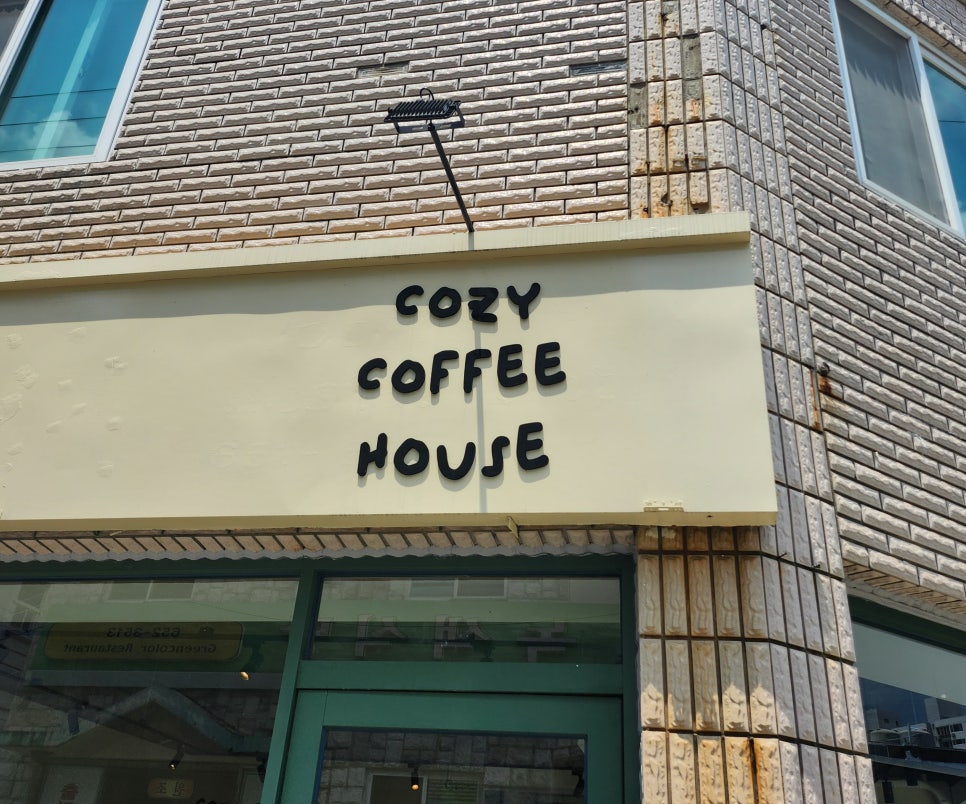 COZY
COFFEE
HOUSE
652-3513
Greencolor Restaurant